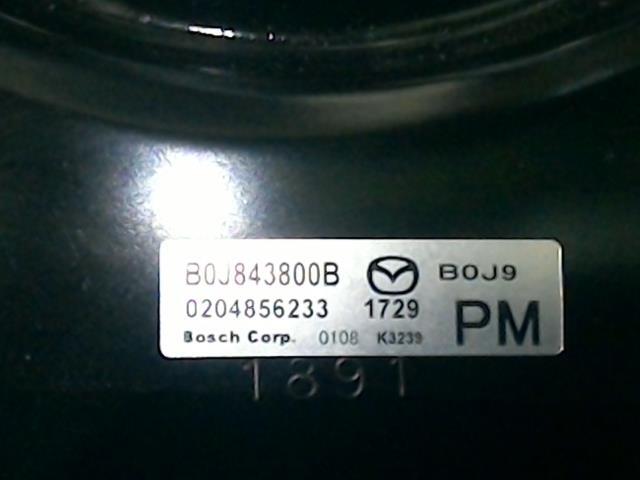 B0J843800B B0J9
0204856233 1729 PM
Bosch Corp. 0108 K3239
1891